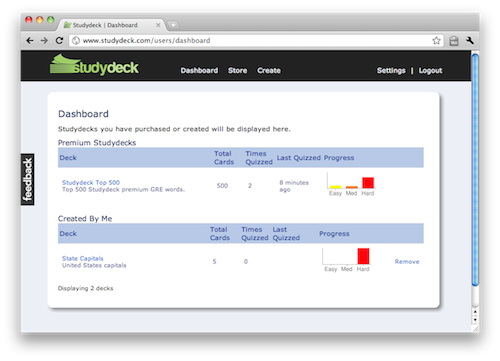 Studydeck | Dashboard
www.studydeck.com/users/dashboard
studydeck
Dashboard Store Create Settings | Logout
feedback
Dashboard
Studydecks you have purchased or created will be displayed here.
Premium Studydecks
Deck Total Cards Times Quizzed Last Quizzed Progress
Studydeck Top 500 500 2 8 minutes ago
Top 500 Studydeck premium GRE words.
Easy Med Hard
Created By Me
Deck Total Cards Times Quizzed Last Quizzed Progress
State Capitals 5 0 Remove
United States capitals
Easy Med Hard
Displaying 2 decks